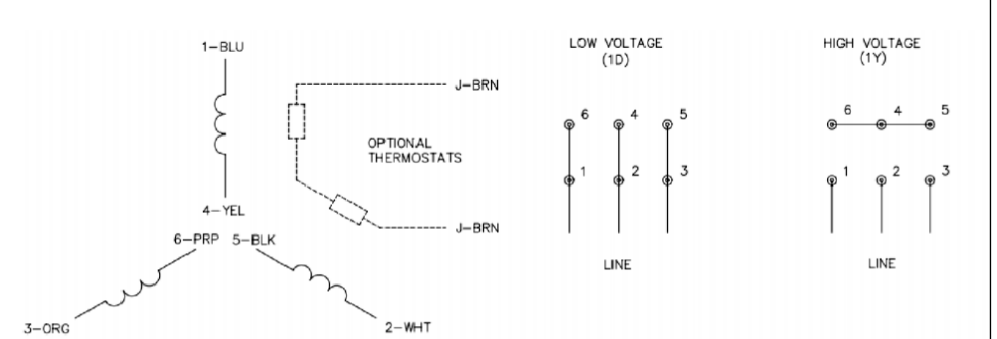 1-BLU
4-YEL
6-PRP 5-BLK
3-ORG
2-WHT
J-BRN
OPTIONAL
THERMOSTATS
J-BRN
LOW VOLTAGE
(1D)
6 4 5
1 2 3
LINE
HIGH VOLTAGE
(1Y)
6 4 5
1 2 3
LINE